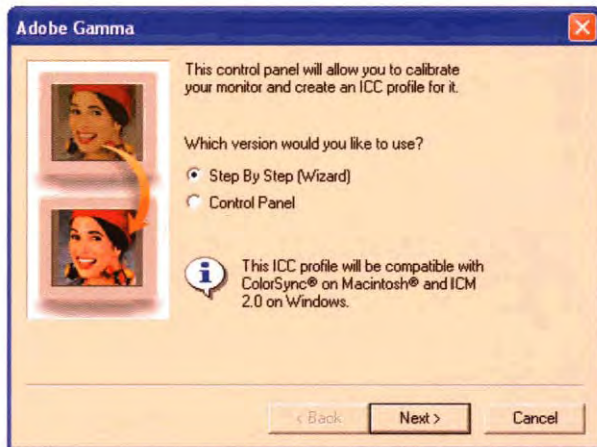 Adobe Gamma
This control panel will allow you to calibrate
your monitor and create an ICC profile for it.
Which version would you like to use?
Step By Step (Wizard)
Control Panel
This ICC profile will be compatible with
ColorSync® on Macintosh® and ICM
2.0 on Windows.
< Back Next > Cancel